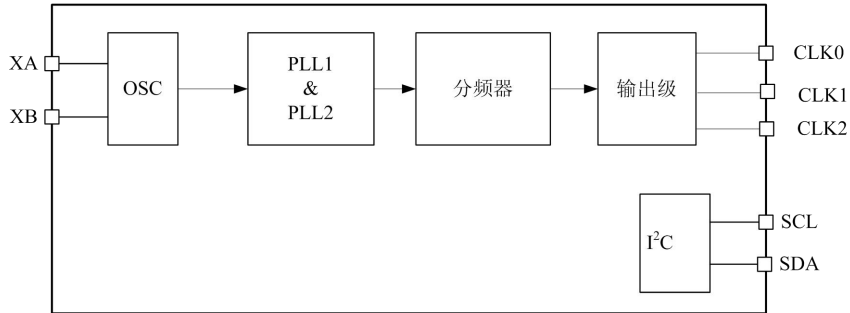 XA
XB
OSC
PLL1
&
PLL2
分频器
输出级
CLK0
CLK1
CLK2
I²C
SCL
SDA